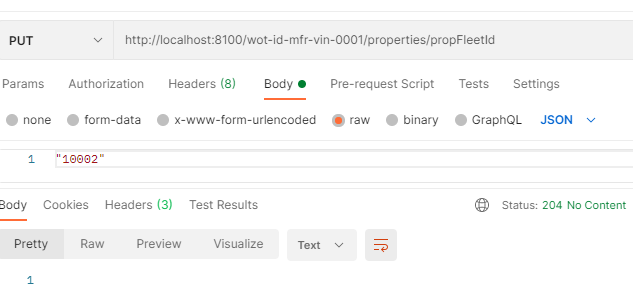 PUT http://localhost:8100/wot-id-mfr-vin-0001/properties/propFleetId
Params Authorization Headers (8) Body Pre-request Script Tests Settings
none form-data x-www-form-urlencoded raw binary GraphQL JSON
1 "10002"
Body Cookies Headers (3) Test Results Status: 204 No Content
Pretty Raw Preview Visualize Text
1